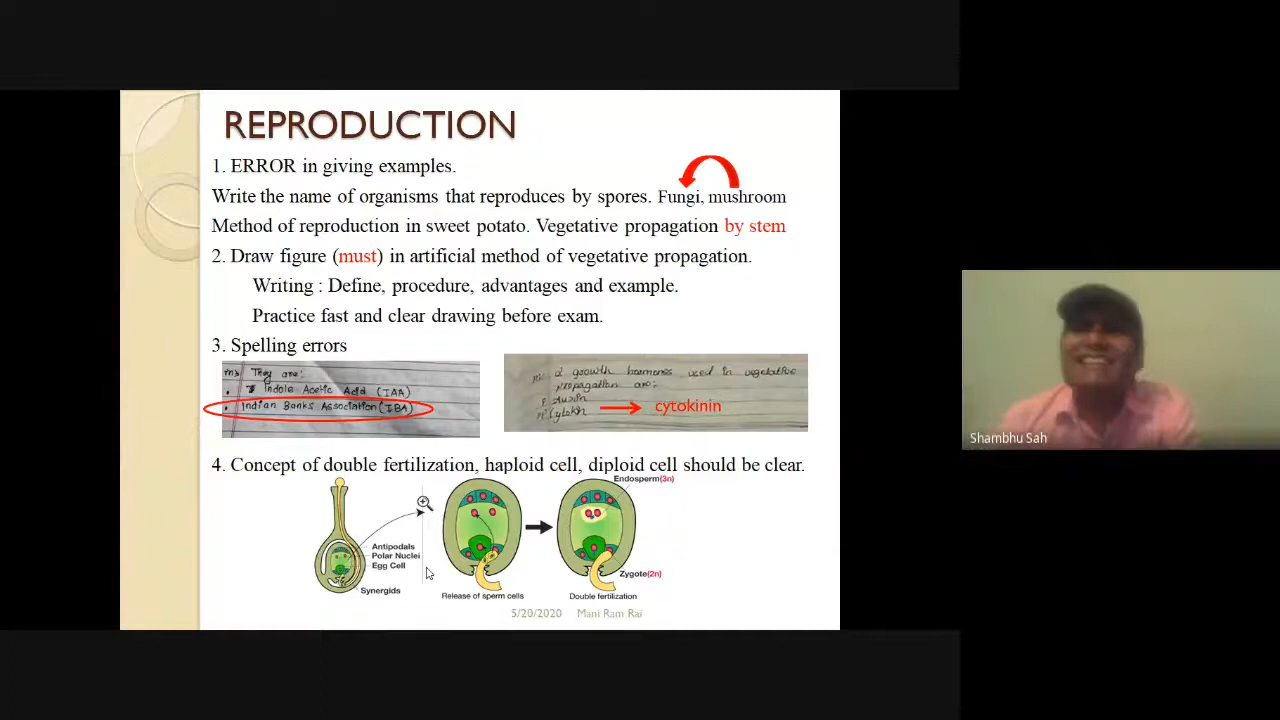 REPRODUCTION
1. ERROR in giving examples.
Write the name of organisms that reproduces by spores. Fungi, mushroom
Method of reproduction in sweet potato. Vegetative propagation by stem
2. Draw figure (must) in artificial method of vegetative propagation.
Writing : Define, procedure, advantages and example.
Practice fast and clear drawing before exam.
3. Spelling errors
They are:
Indole Acetic Acid (IAA)
Indian Banks Association (IBA)
2 growth hormones used in vegetative
propagation are:
Auxin
Cytokin
cytokinin
4. Concept of double fertilization, haploid cell, diploid cell should be clear.
Antipodals
Polar Nuclei
Egg Cell
Synergids
Release of sperm cells
Endosperm(3n)
Zygote(2n)
Double fertilization
5/20/2020 Mani Ram Rai
Shambhu Sah